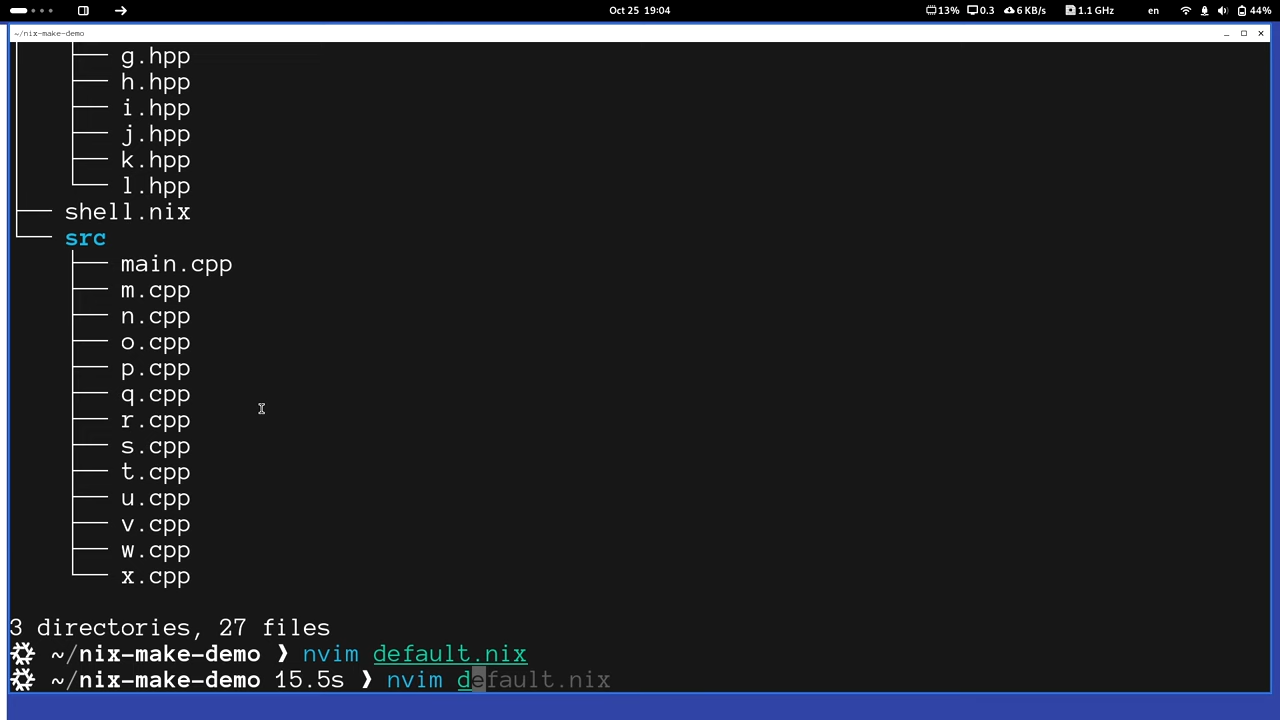 Oct 25 19:04
13% 0.3 6 KB/s 1.1 GHz en 44%
~/nix-make-demo
g.hpp
h.hpp
i.hpp
j.hpp
k.hpp
l.hpp
shell.nix
src
main.cpp
m.cpp
n.cpp
o.cpp
p.cpp
q.cpp
r.cpp
s.cpp
t.cpp
u.cpp
v.cpp
w.cpp
x.cpp
3 directories, 27 files
~/nix-make-demo ❱ nvim default.nix
~/nix-make-demo 15.5s ❱ nvim default.nix